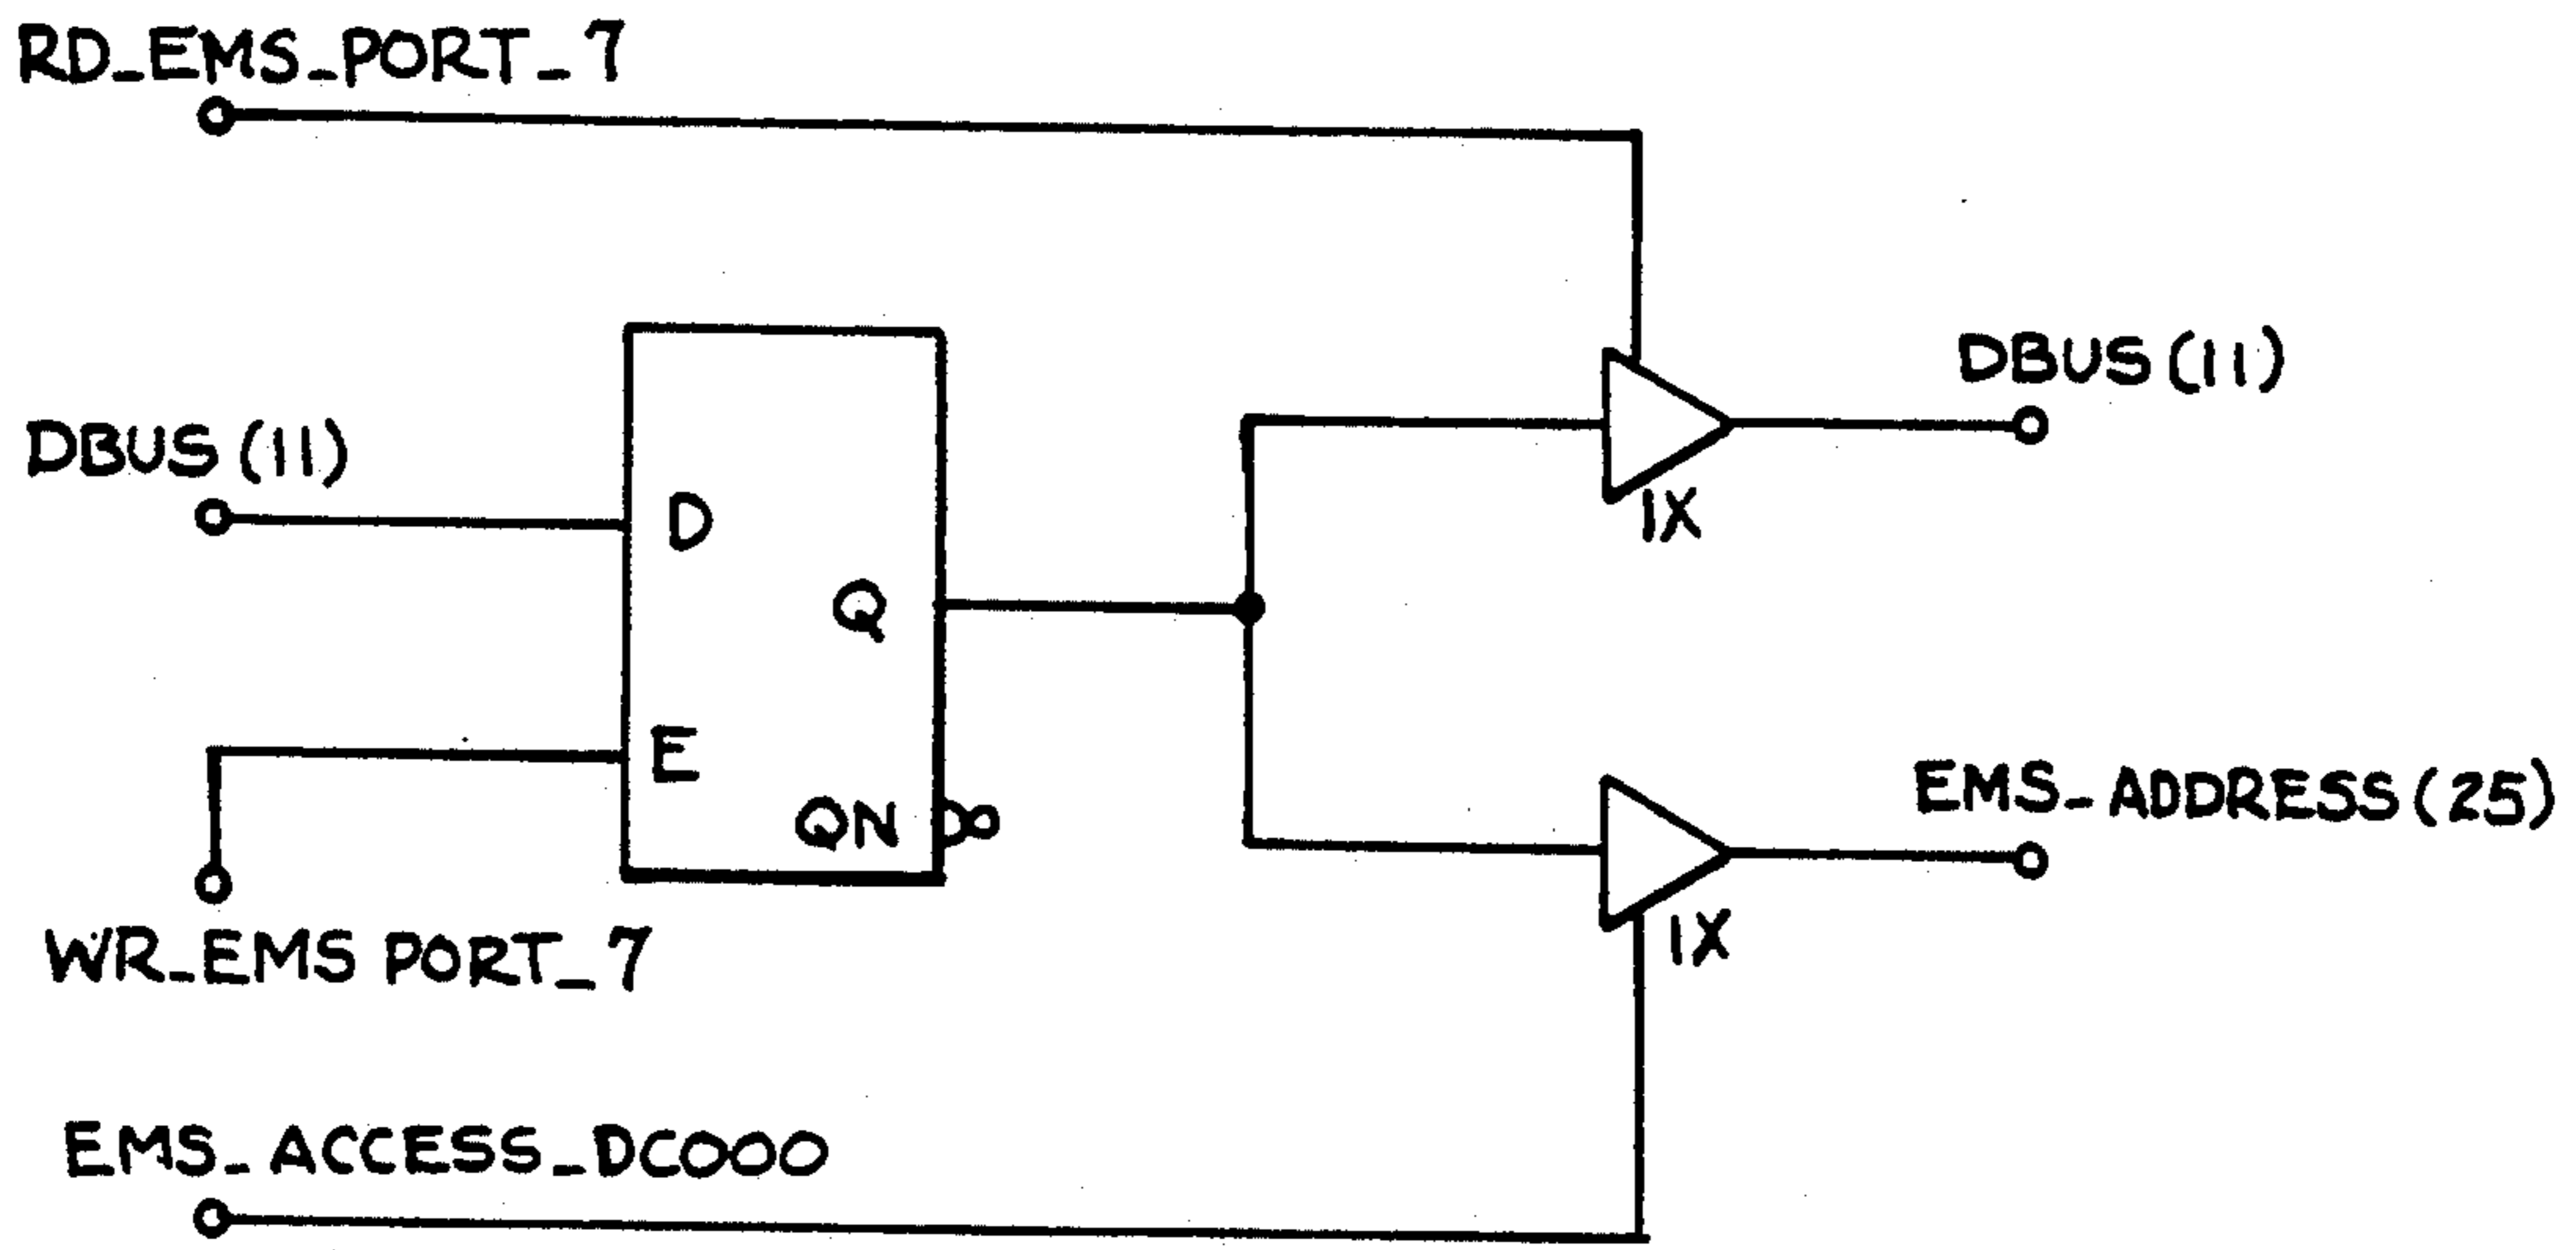 RD_EMS_PORT_7
DBUS (11)
DBUS (11)
D
1X
Q
E
QN
EMS_ADDRESS (25)
1X
WR_EMS PORT_7
EMS_ACCESS_DC000